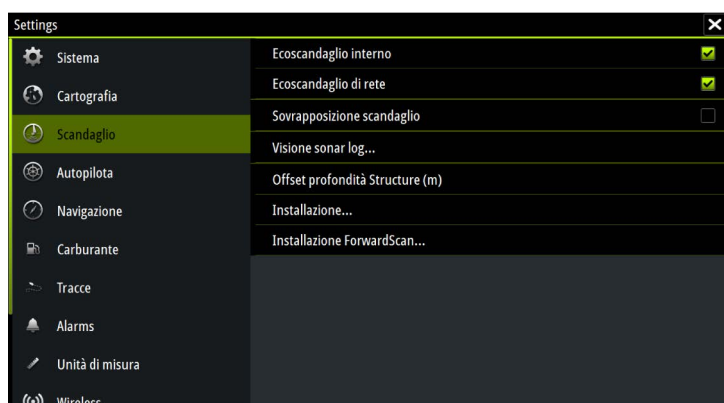 Settings
Sistema
Cartografia
Scandaglio
Autopilota
Navigazione
Carburante
Tracce
Alarms
Unità di misura
Wireless
Ecoscandaglio interno
Ecoscandaglio di rete
Sovrapposizione scandaglio
Visione sonar log...
Offset profondità Structure (m)
Installazione...
Installazione ForwardScan...